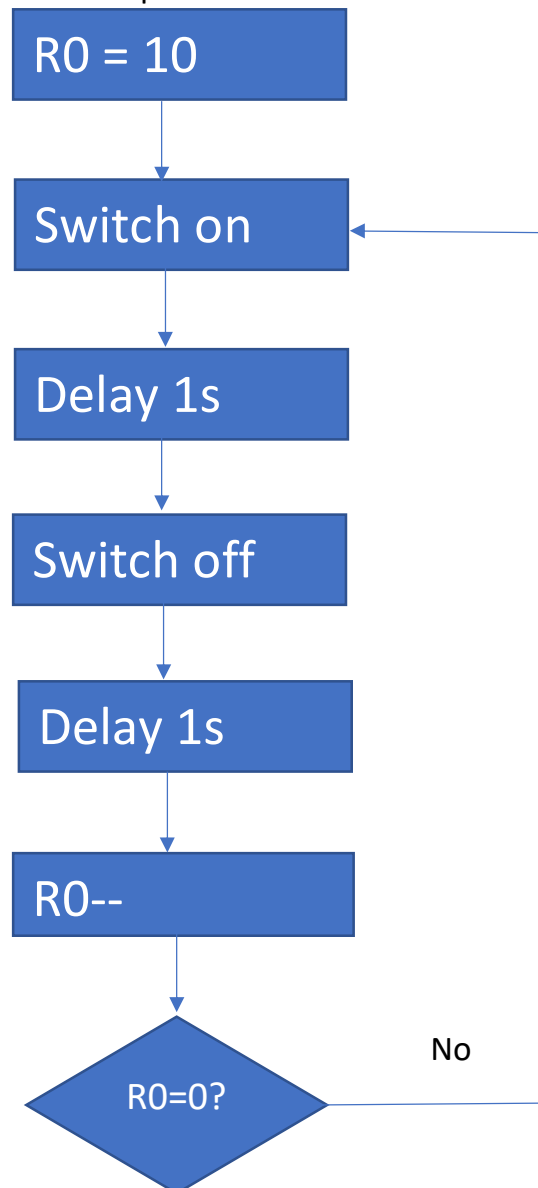 R0 = 10
Switch on
Delay 1s
Switch off
Delay 1s
R0--
No
R0=0?